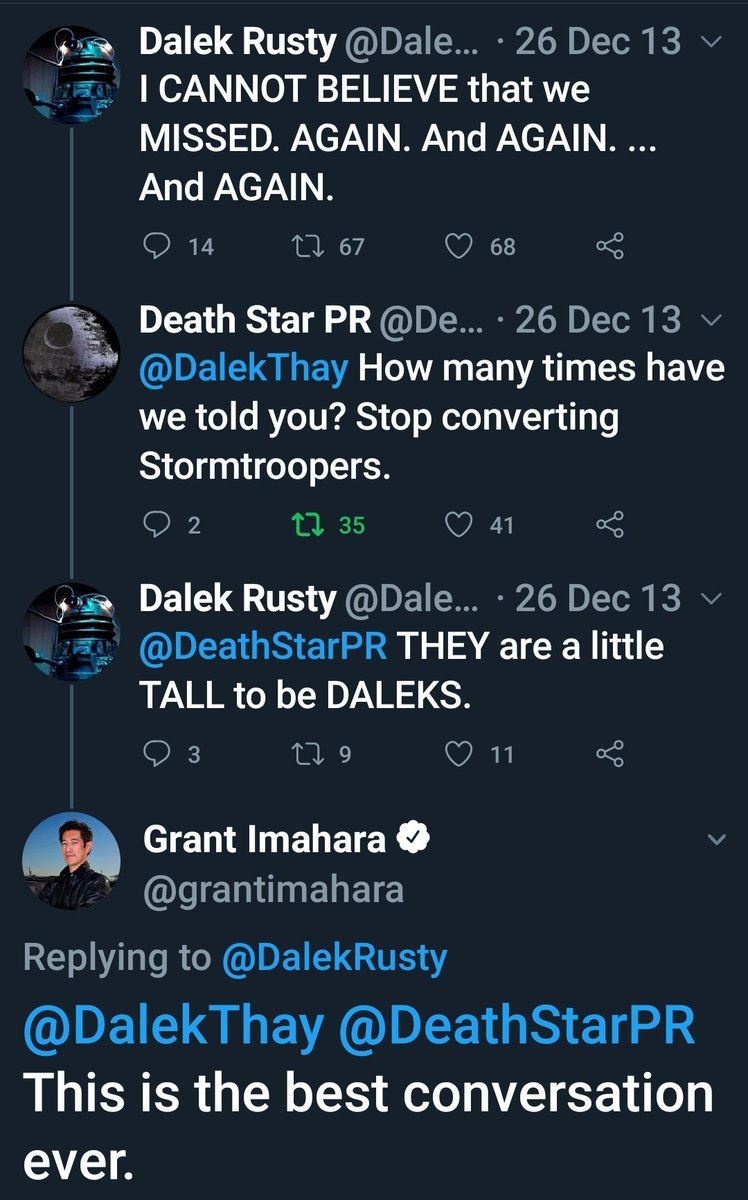 Dalek Rusty @Dale... · 26 Dec 13
I CANNOT BELIEVE that we
MISSED. AGAIN. And AGAIN. ...
And AGAIN.
14 67 68
Death Star PR @De... · 26 Dec 13
@DalekThay How many times have
we told you? Stop converting
Stormtroopers.
2 35 41
Dalek Rusty @Dale... · 26 Dec 13
@DeathStarPR THEY are a little
TALL to be DALEKS.
3 9 11
Grant Imahara
@grantimahara
Replying to @DalekRusty
@DalekThay @DeathStarPR
This is the best conversation
ever.